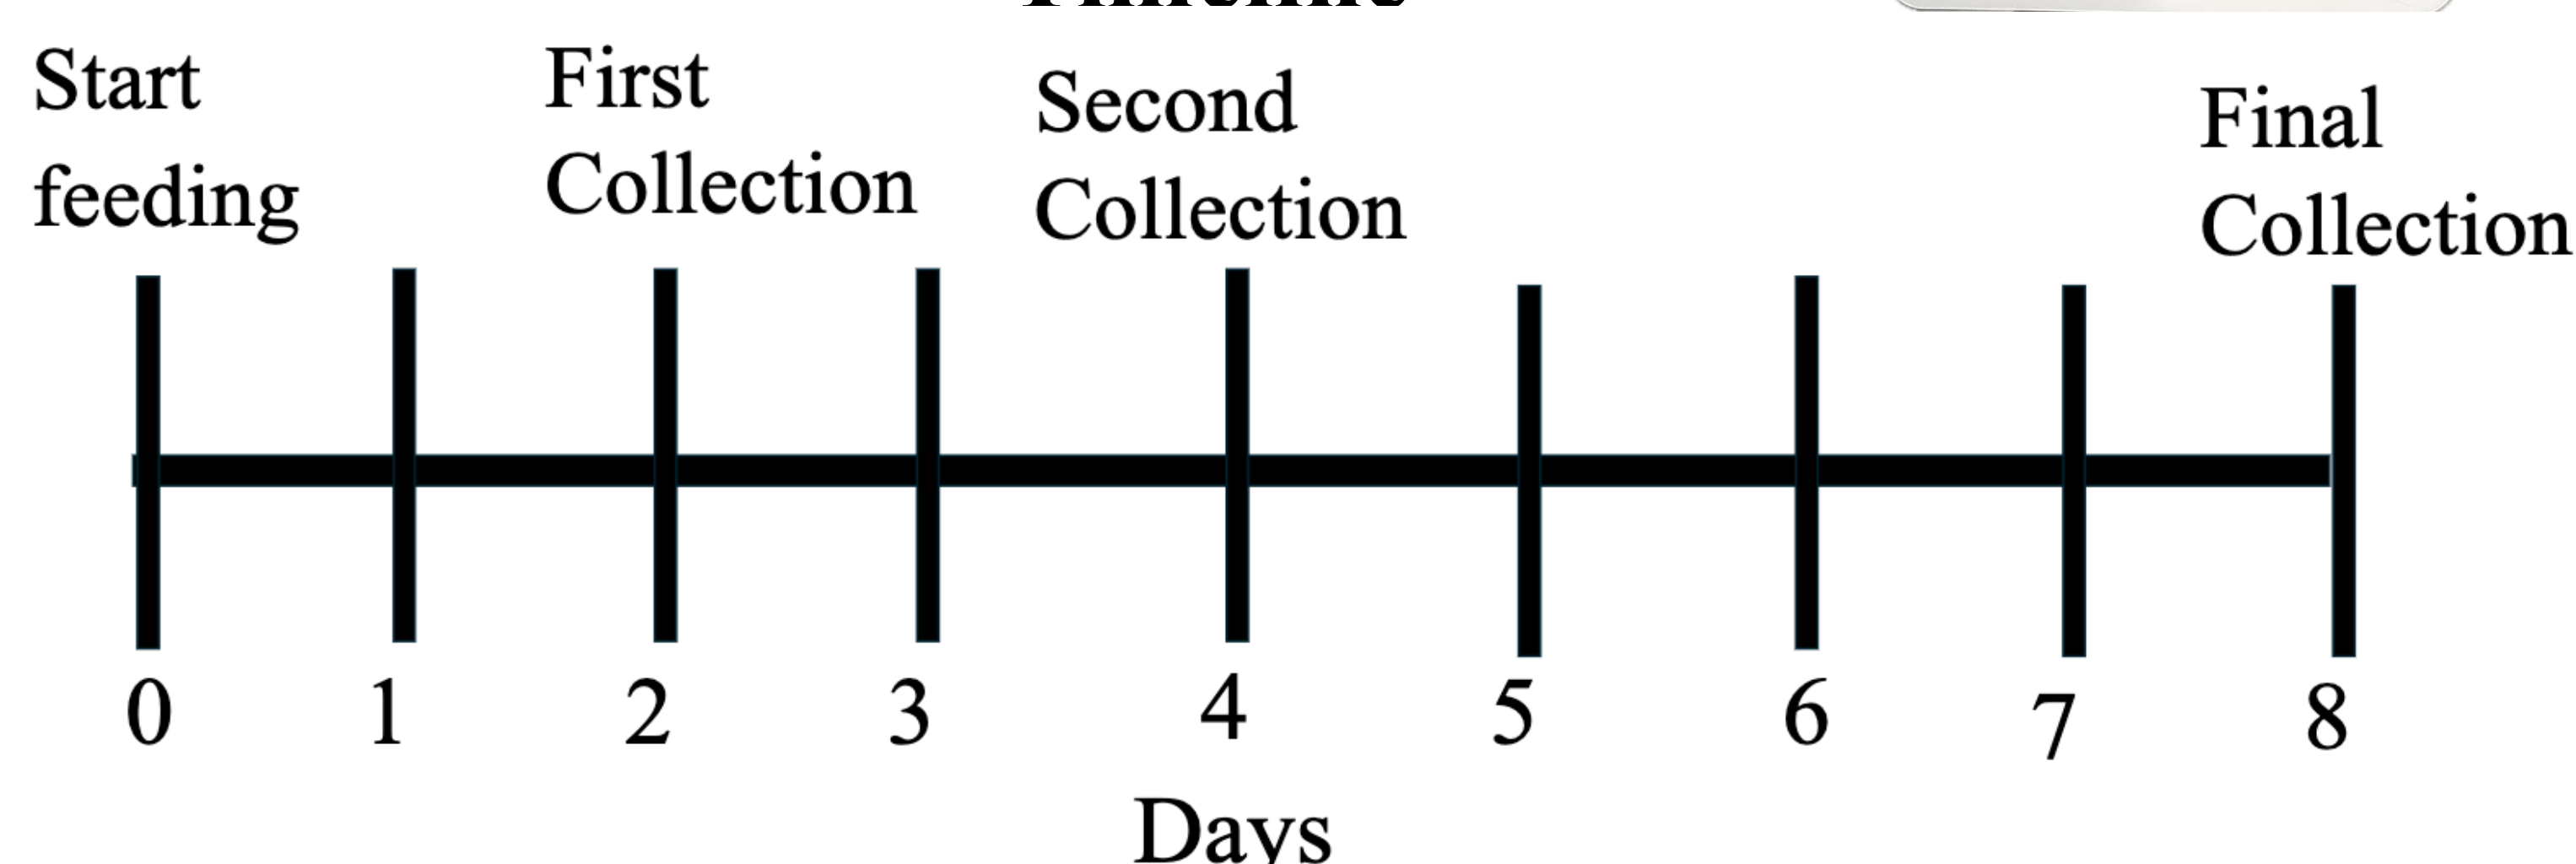 Start
feeding
First
Collection
Second
Collection
Final
Collection
0 1 2 3 4 5 6 7 8
Days